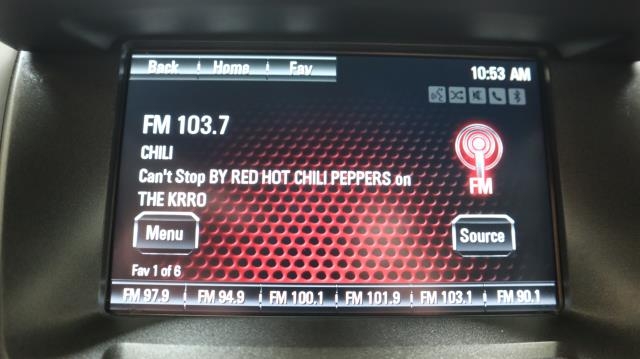 Back Home Fav
10:53 AM
FM 103.7
CHILI
Can't Stop BY RED HOT CHILI PEPPERS on
THE KRRO
FM
Menu
Source
Fav 1 of 6
FM 97.9 FM 94.9 FM 100.1 FM 101.9 FM 103.1 FM 90.1